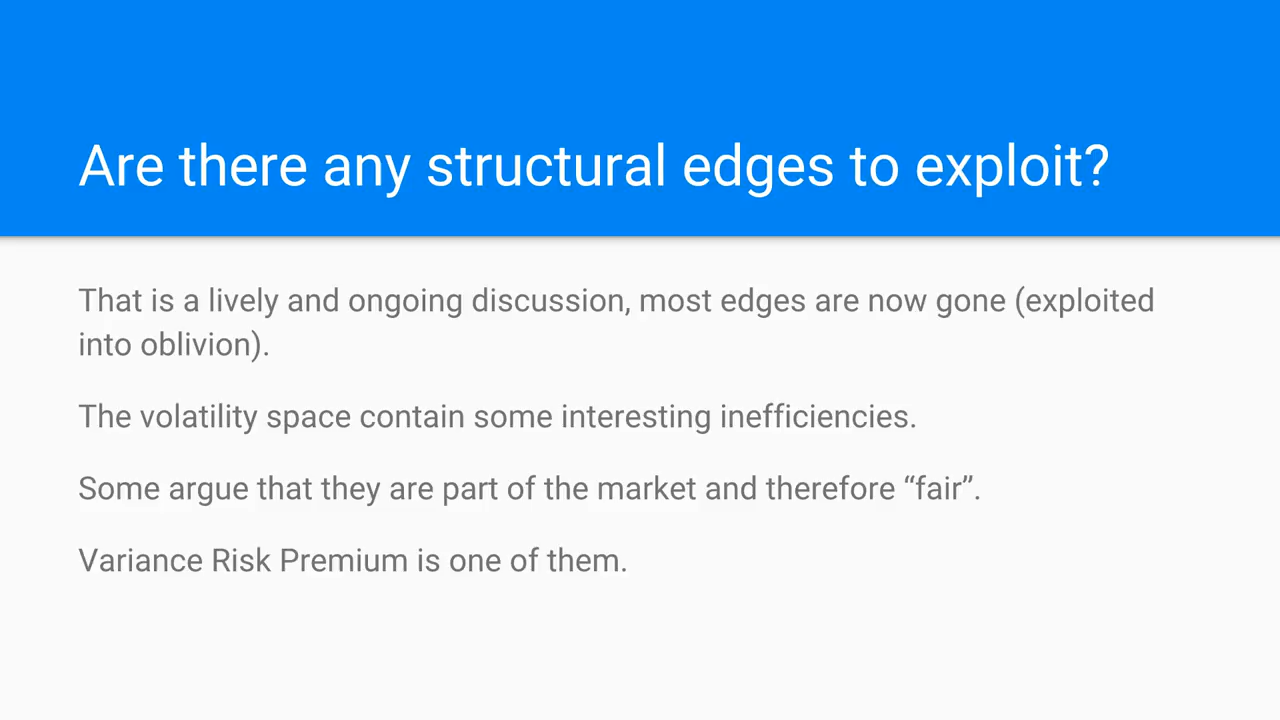 Are there any structural edges to exploit?
That is a lively and ongoing discussion, most edges are now gone (exploited
into oblivion).
The volatility space contain some interesting inefficiencies.
Some argue that they are part of the market and therefore “fair”.
Variance Risk Premium is one of them.